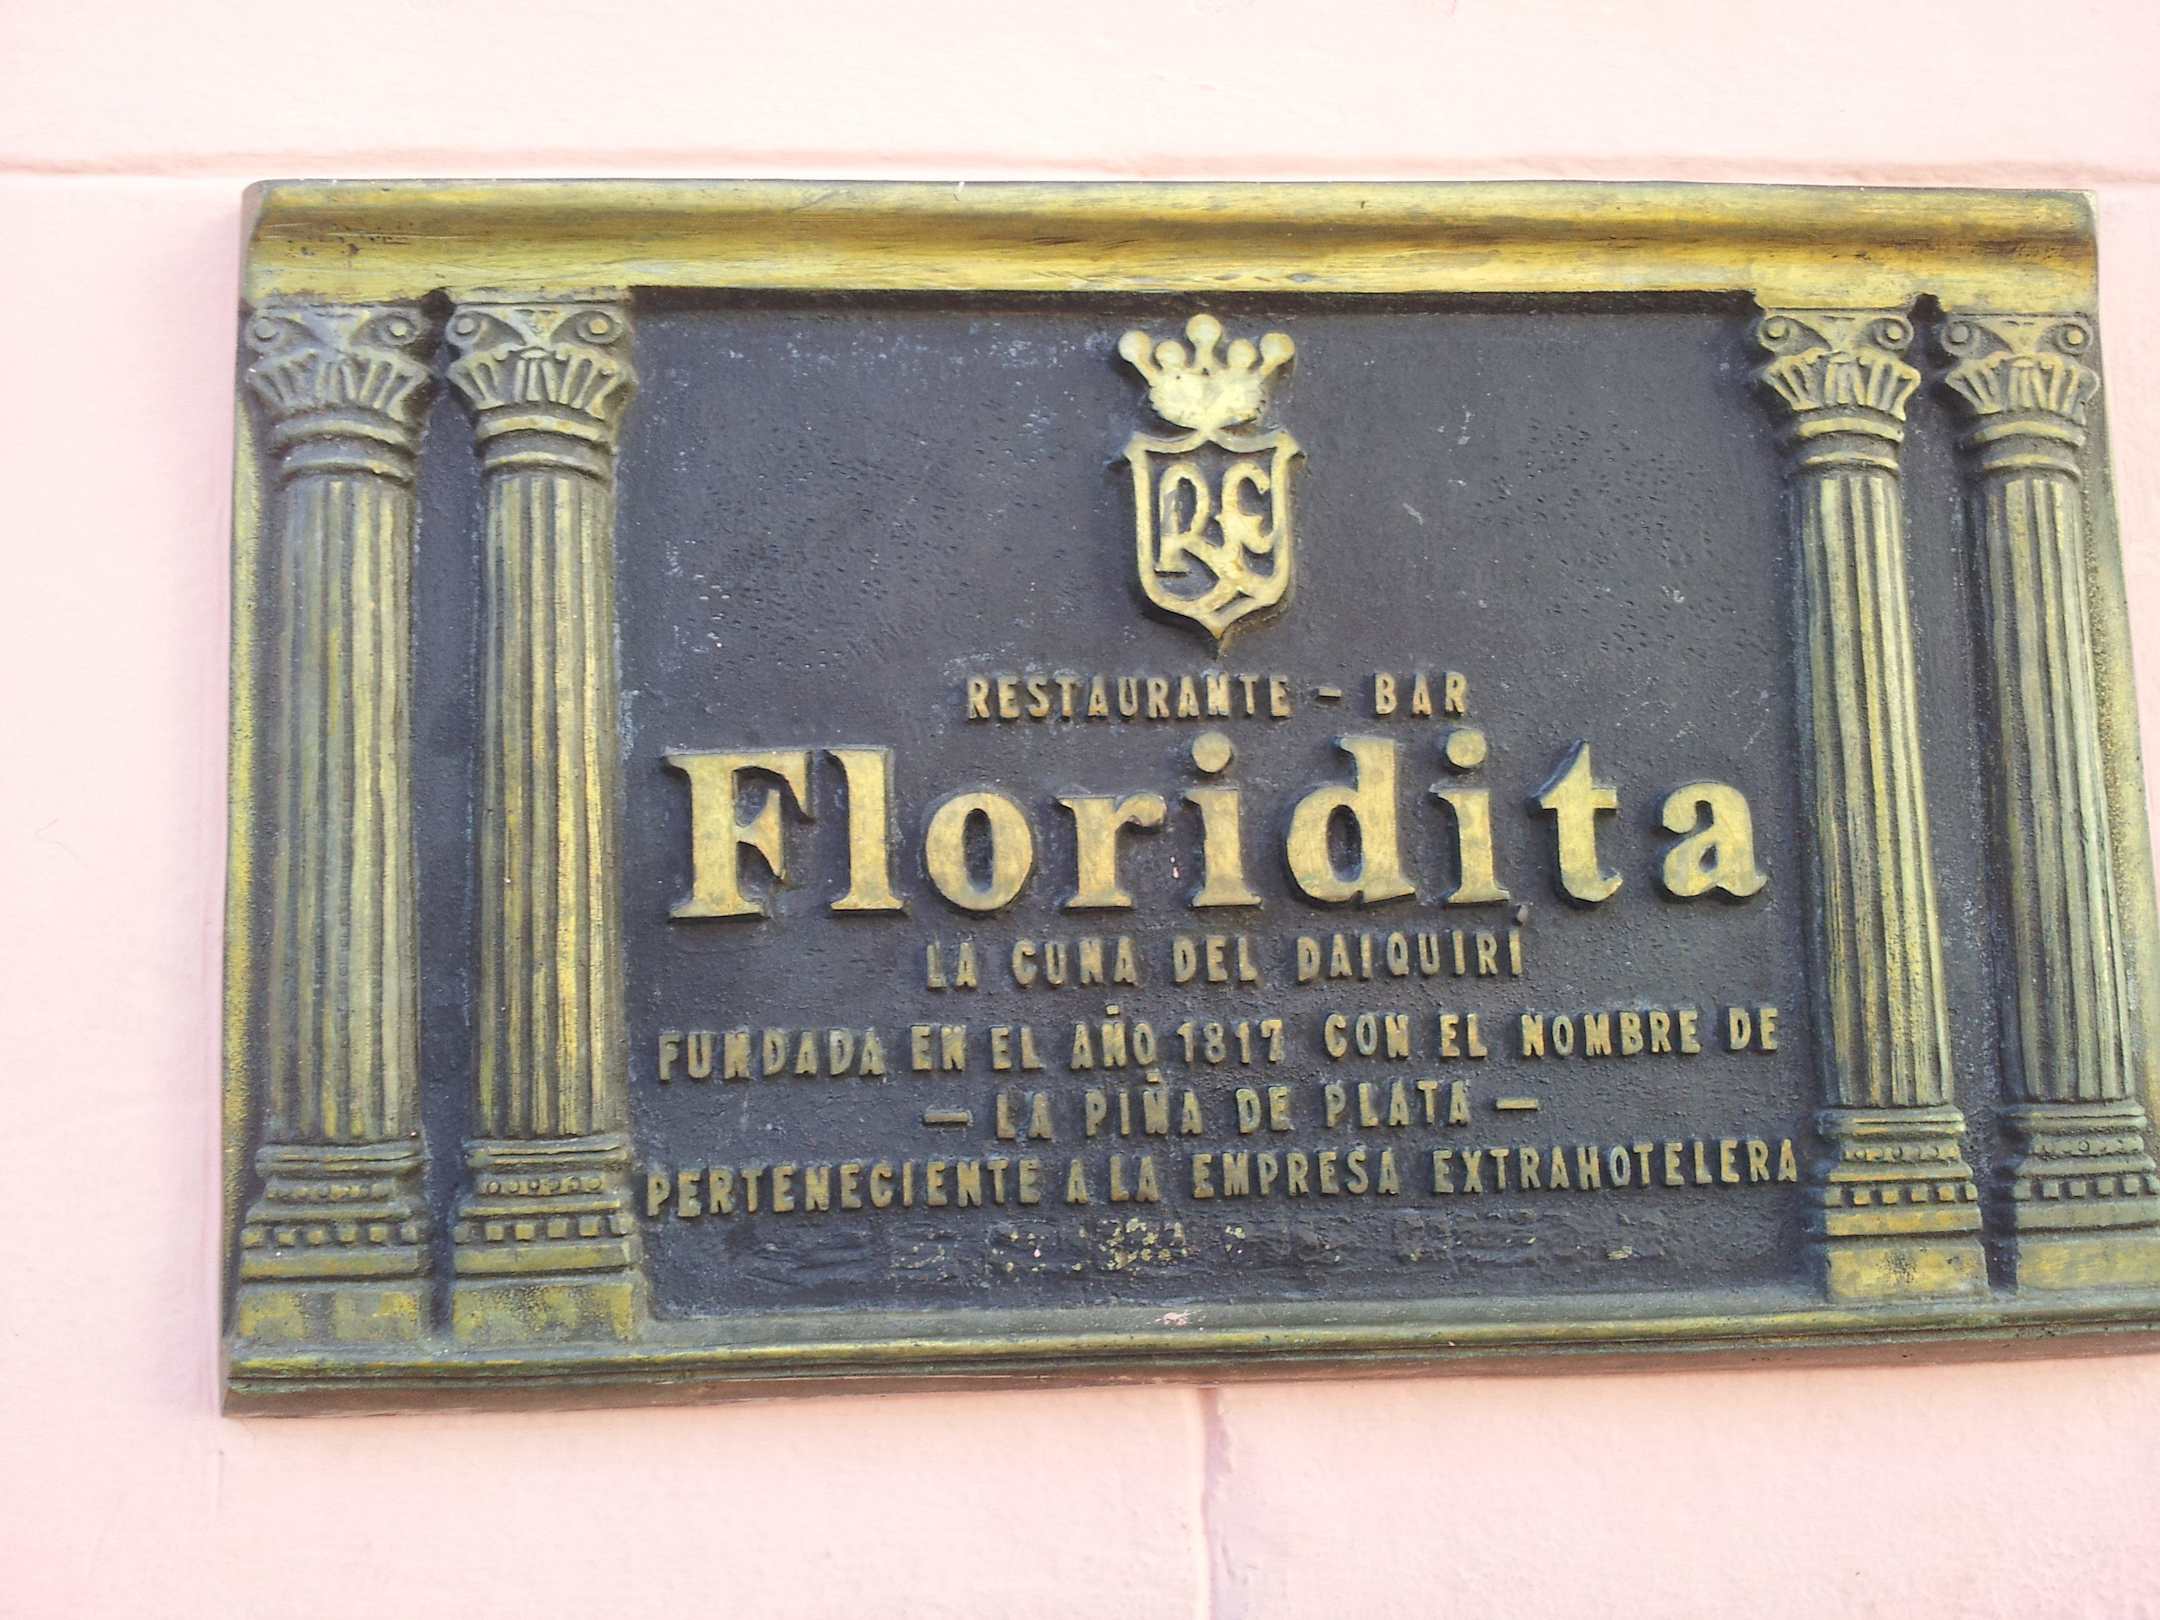 RE
RESTAURANTE - BAR
Floridita
LA CUNA DEL DAIQUIRÍ
FUNDADA EN EL AÑO 1817 CON EL NOMBRE DE
- LA PIÑA DE PLATA -
PERTENECIENTE A LA EMPRESA EXTRAHOTELERA